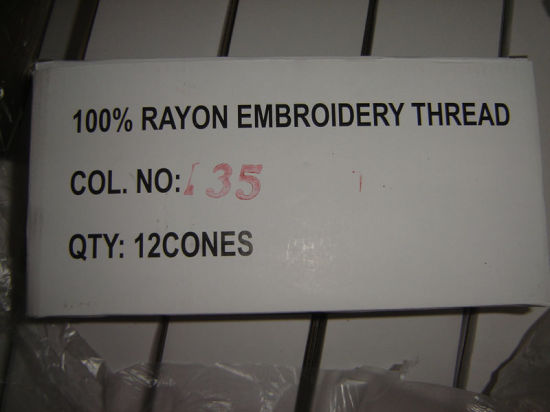 100% RAYON EMBROIDERY THREAD
COL. NO: 135
QTY: 12CONES